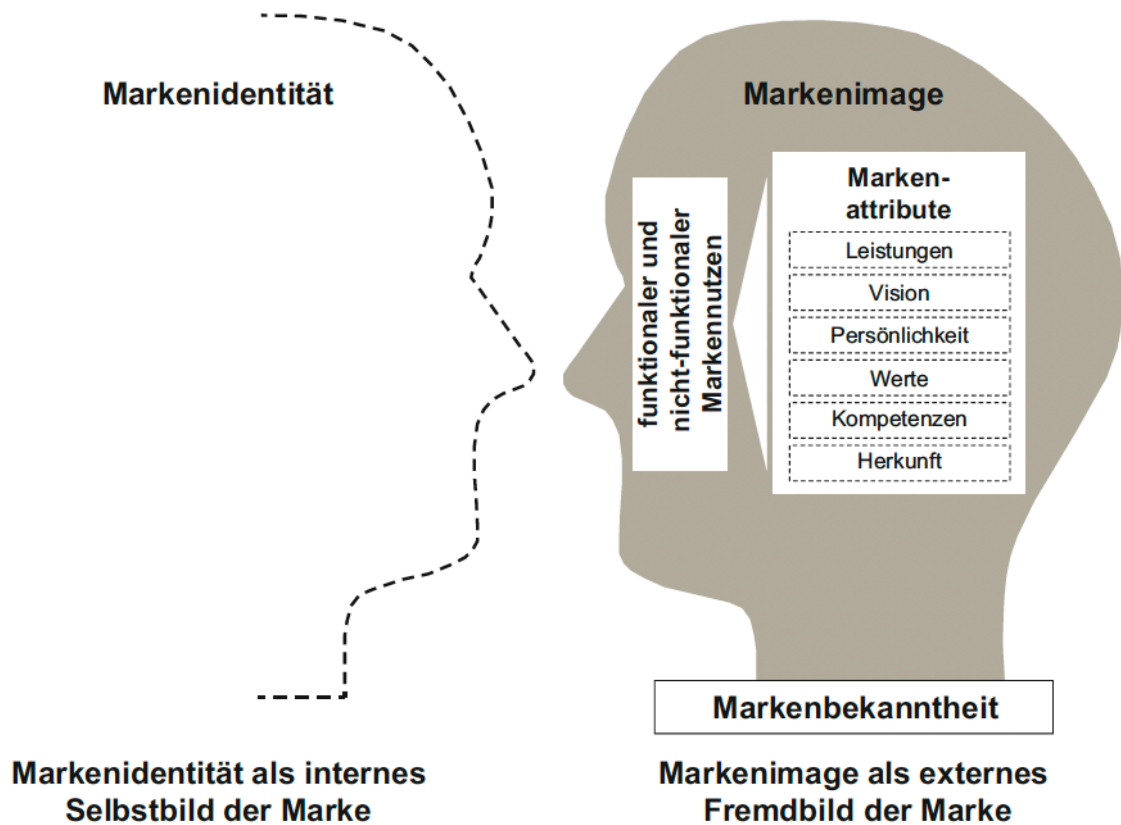 Markenidentität
Markenimage
funktionaler und
nicht-funktionaler
Markennutzen
Marken-
attribute
Leistungen
Vision
Persönlichkeit
Werte
Kompetenzen
Herkunft
Markenbekanntheit
Markenidentität als internes
Selbstbild der Marke
Markenimage als externes
Fremdbild der Marke